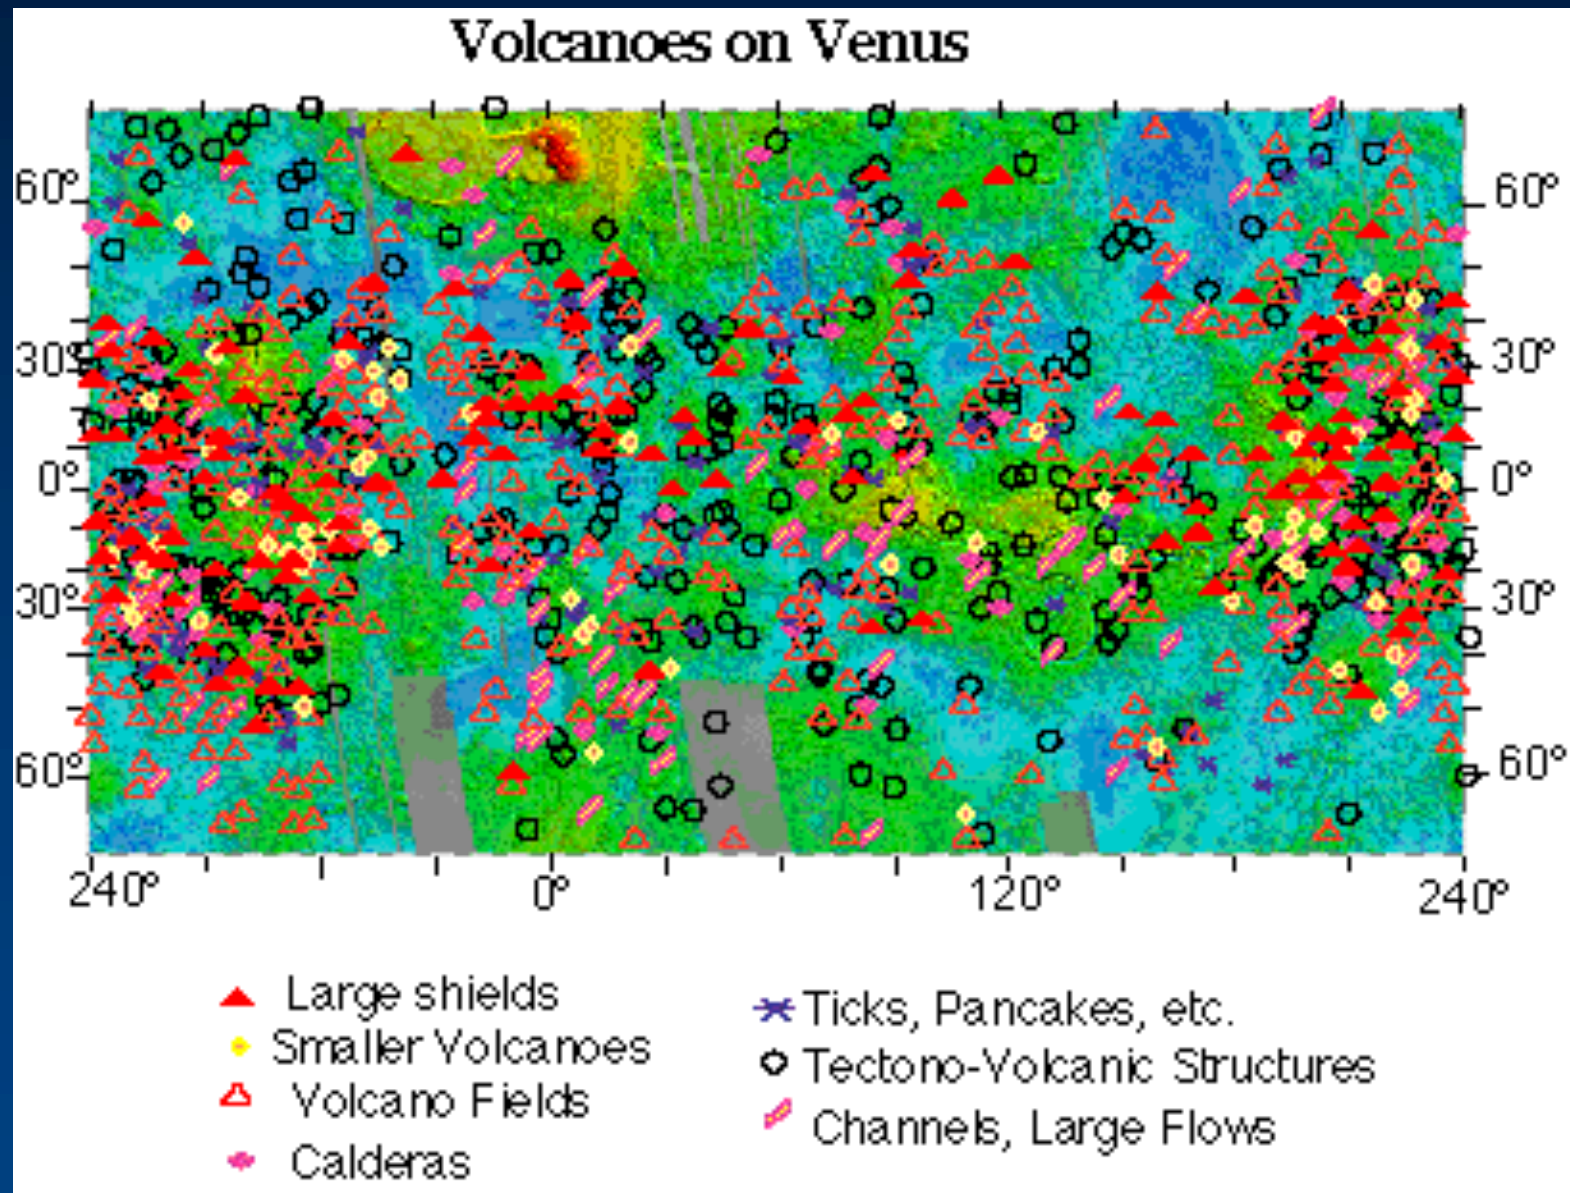 Volcanoes on Venus
60° 60°
30° 30°
0° 0°
30° 30°
60° 60°
240° 0° 120° 240°
Large shields
Smaller Volcanoes
Volcano Fields
Calderas
Ticks, Pancakes, etc.
Tectono-Volcanic Structures
Channels, Large Flows